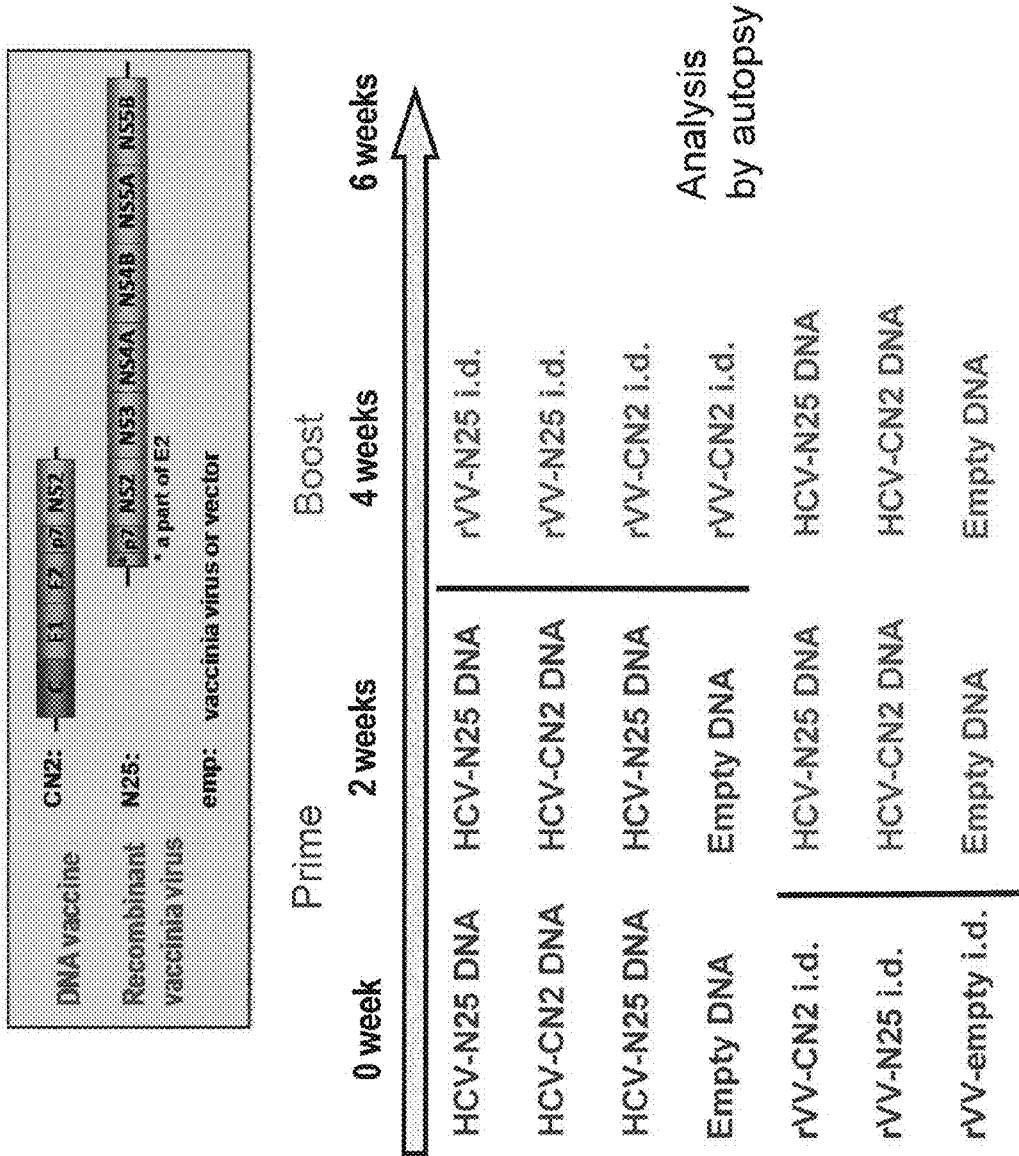 DNA vaccine CN2: C E1 E2 p7 NS2
Recombinant N25: * p7 NS2 NS3 NS4A NS4B NS5A NS5B
vaccinia virus * a part of E2
emp: vaccinia virus or vector
Prime Boost
0 week 2 weeks 4 weeks 6 weeks
HCV-N25 DNA HCV-N25 DNA rVV-N25 i.d.
HCV-CN2 DNA HCV-CN2 DNA rVV-N25 i.d.
HCV-N25 DNA HCV-N25 DNA rVV-CN2 i.d.
Empty DNA Empty DNA rVV-CN2 i.d.
Analysis
by autopsy
rVV-CN2 i.d. HCV-N25 DNA HCV-N25 DNA
rVV-N25 i.d. HCV-CN2 DNA HCV-CN2 DNA
rVV-empty i.d. Empty DNA Empty DNA